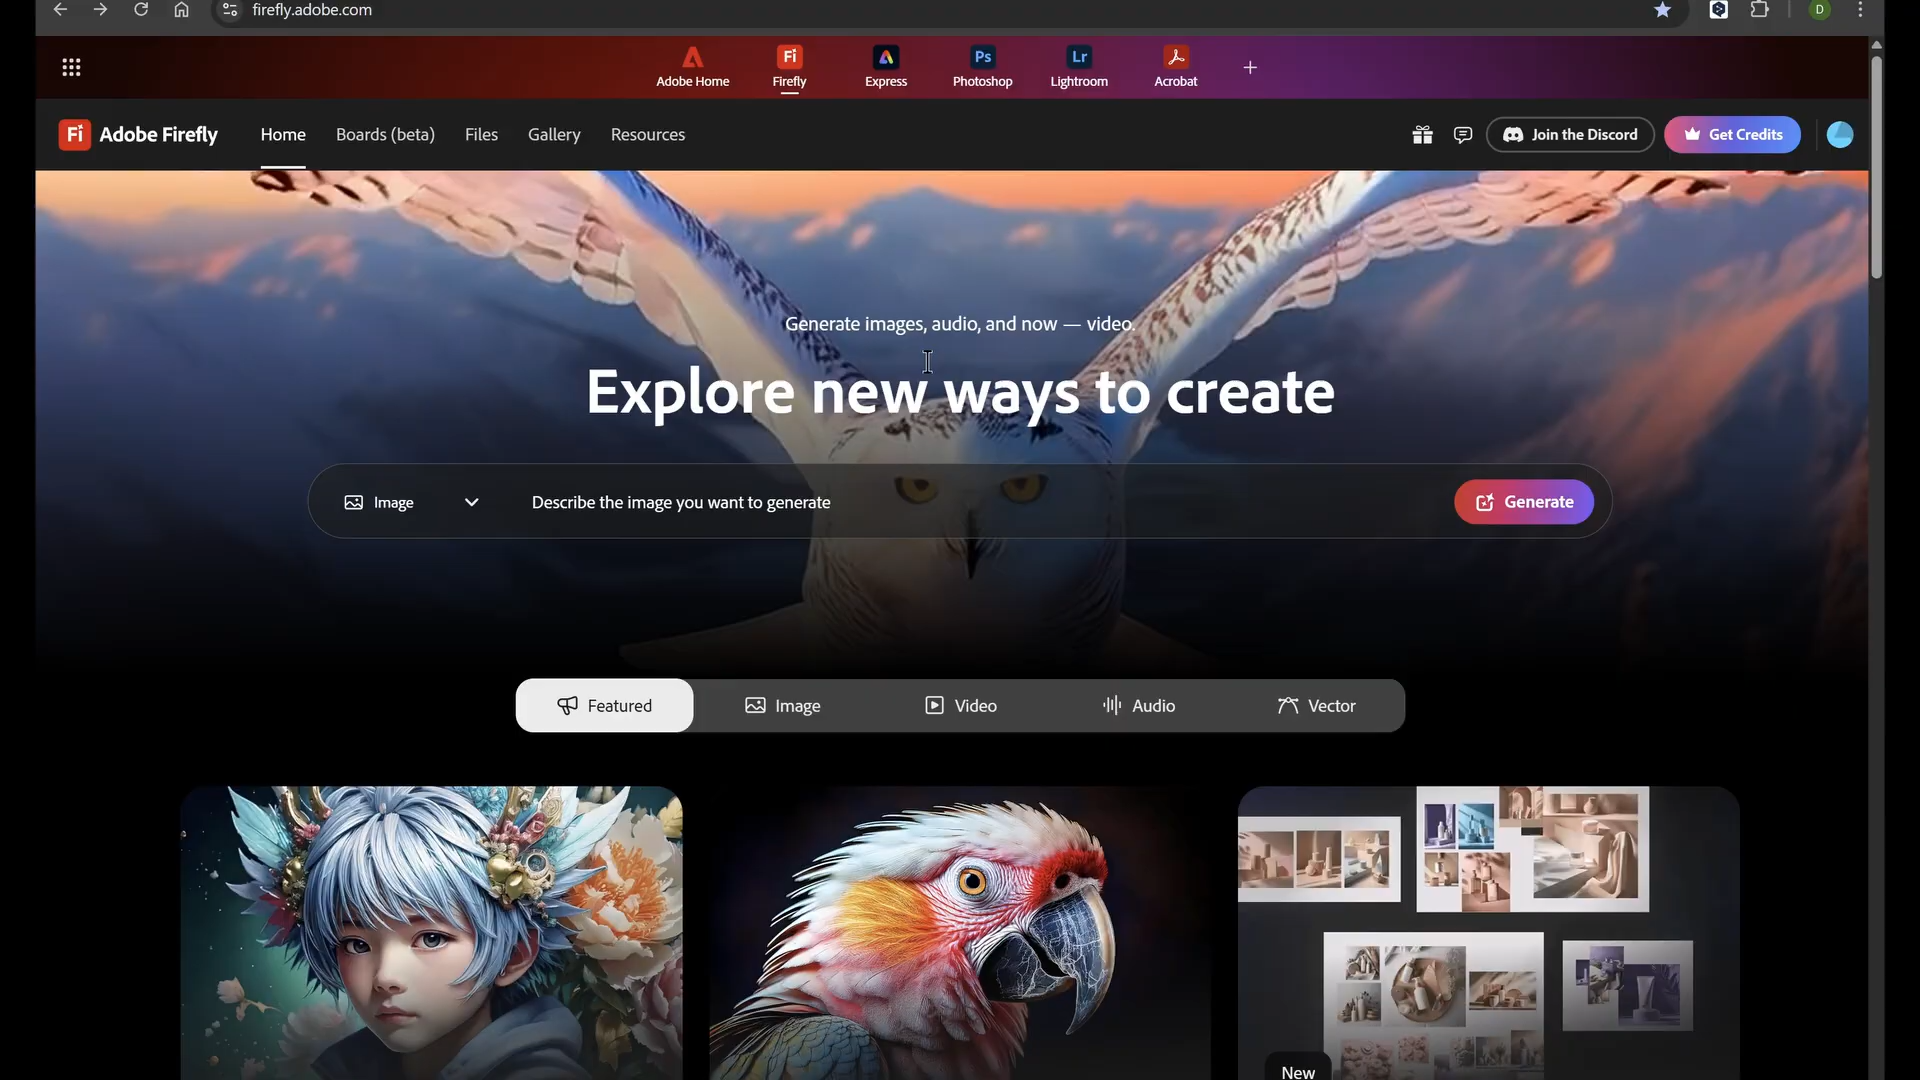 firefly.adobe.com
D
Adobe Home
Fi
Firefly
Express
Ps
Photoshop
Lr
Lightroom
Acrobat
Fi Adobe Firefly
Home
Boards (beta)
Files
Gallery
Resources
Join the Discord
Get Credits
Generate images, audio, and now — video.
Explore new ways to create
Image
Describe the image you want to generate
Generate
Featured
Image
Video
Audio
Vector
New